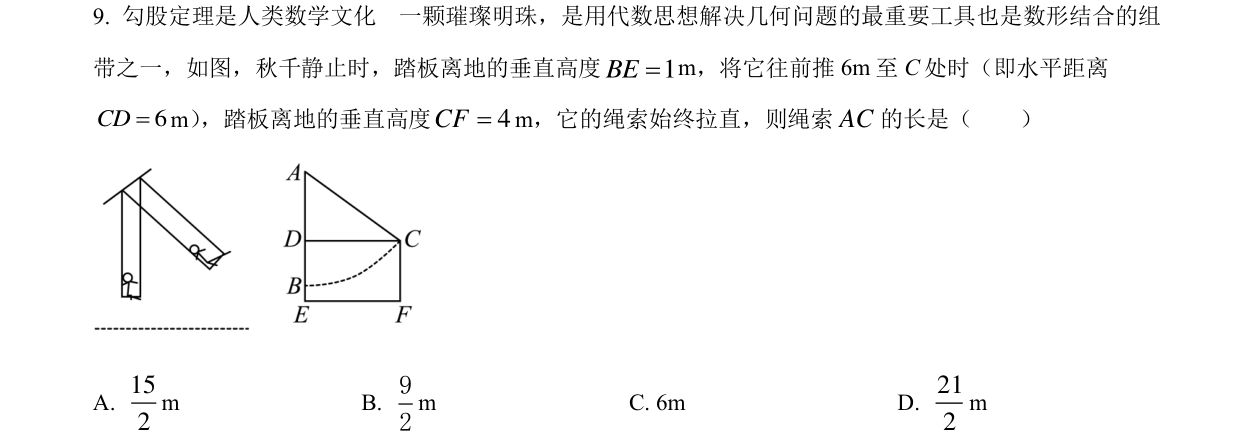 9. 勾股定理是人类数学文化 一颗璀璨明珠，是用代数思想解决几何问题的最重要工具也是数形结合的纽
带之一，如图，秋千静止时，踏板离地的垂直高度BE=1m，将它往前推6m至C处时（即水平距离
CD=6m），踏板离地的垂直高度CF=4m，它的绳索始终拉直，则绳索AC的长是（　　）
A
D C
B
E F
A. 15/2 m B. 9/2 m C. 6m D. 21/2 m